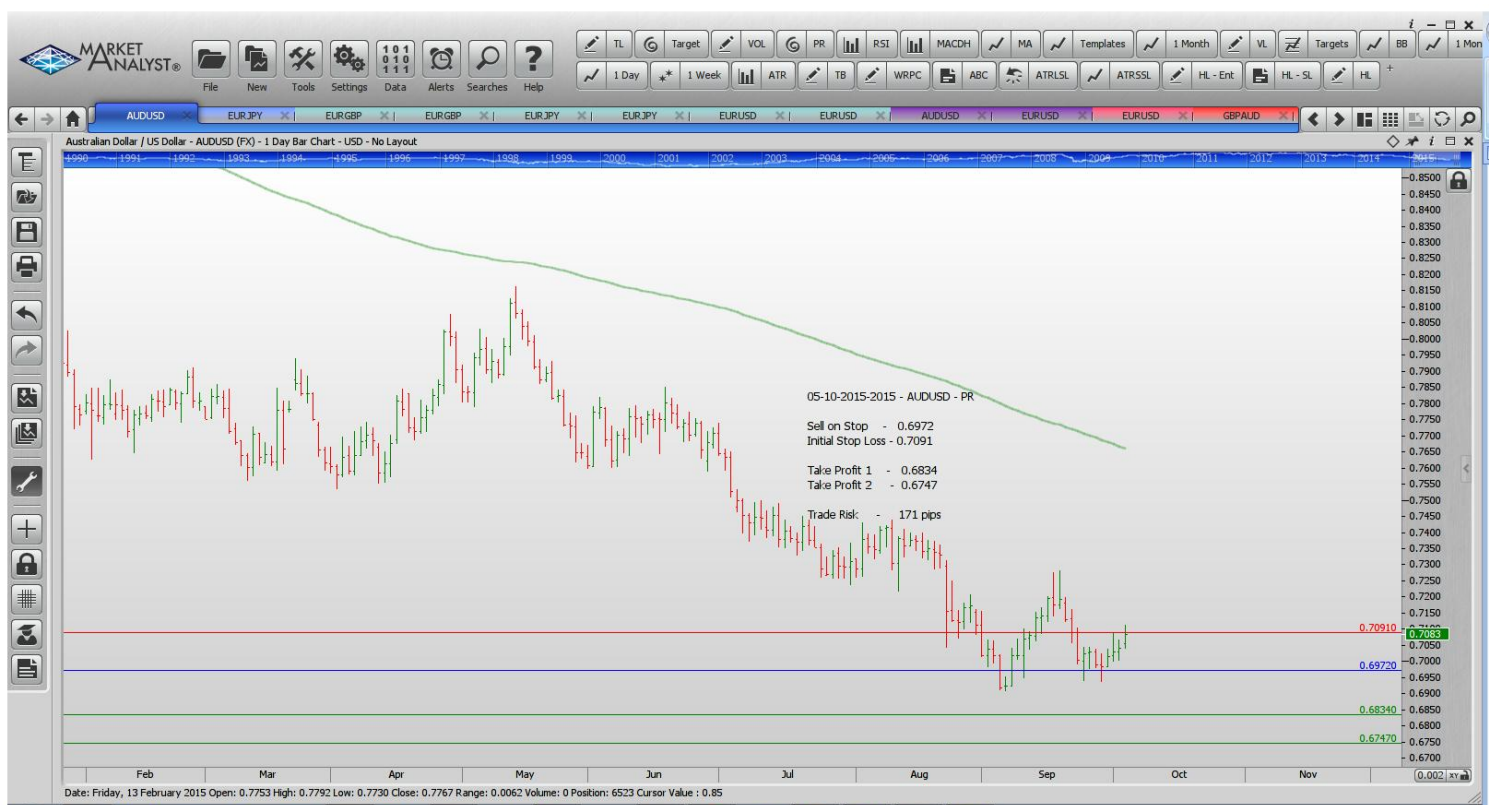 i
MARKET
ANALYST®
File New Tools Settings Data Alerts Searches Help
TL Target VOL PR RSI MACDH MA Templates 1 Month VL Targets BB 1 Mon
1 Day 1 Week ATR TB WRPC ABC ATRLSL ATRSSL HL - Ent HL - SL HL +
101
010
111
?
AUDUSD EURJPY EURGBP EURGBP EURJPY EURJPY EURUSD EURUSD AUDUSD EURUSD EURUSD GBPAUD
Australian Dollar / US Dollar - AUDUSD (FX) - 1 Day Bar Chart - USD - No Layout
i
1990 1991 1992 1993 1994 1995 1996 1997 1998 1999 2000 2001 2002 2003 2004 2005 2006 2007 2008 2009 2010 2011 2012 2013 2014 2015
0.8500
0.8450
0.8400
0.8350
0.8300
0.8250
0.8200
0.8150
0.8100
0.8050
0.8000
0.7950
0.7900
0.7850
0.7800
0.7750
0.7700
0.7650
0.7600
0.7550
0.7500
0.7450
0.7400
0.7350
0.7300
0.7250
0.7200
0.7150
0.7083
0.7050
0.7000
0.6950
0.6900
0.6850
0.6800
0.6750
0.6700
05-10-2015-2015 - AUDUSD - PR
Sell on Stop - 0.6972
Initial Stop Loss - 0.7091
Take Profit 1 - 0.6834
Take Profit 2 - 0.6747
Trade Risk - 171 pips
0.70910
0.69720
0.68340
0.67470
Feb Mar Apr May Jun Jul Aug Sep Oct Nov
0.002 XY
Date: Friday, 13 February 2015 Open: 0.7753 High: 0.7792 Low: 0.7730 Close: 0.7767 Range: 0.0062 Volume: 0 Position: 6523 Cursor Value : 0.85